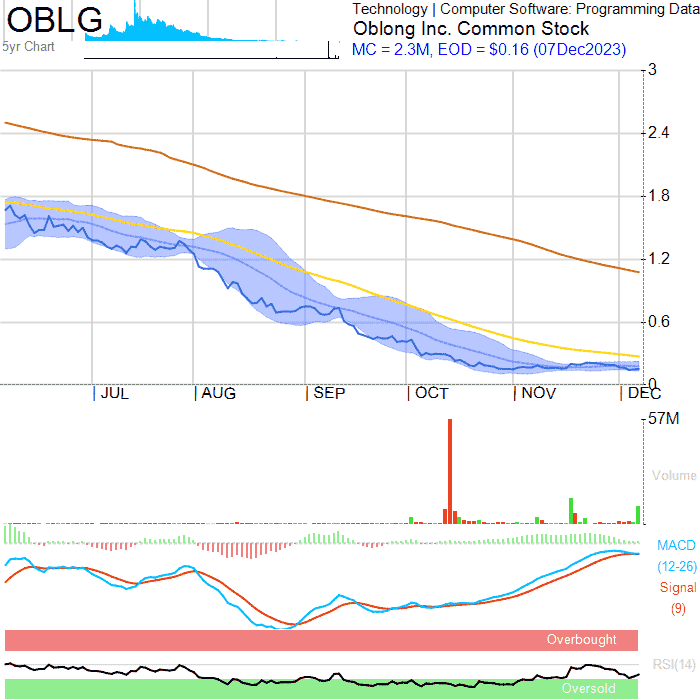 OBLG
Technology | Computer Software: Programming Data
Oblong Inc. Common Stock
5yr Chart
MC = 2.3M, EOD = $0.16 (07Dec2023)
3
2.4
1.8
1.2
0.6
0
| JUL | AUG | SEP | OCT | NOV | DEC
57M
Volume
MACD
(12-26)
Signal
(9)
Overbought
RSI(14)
Oversold